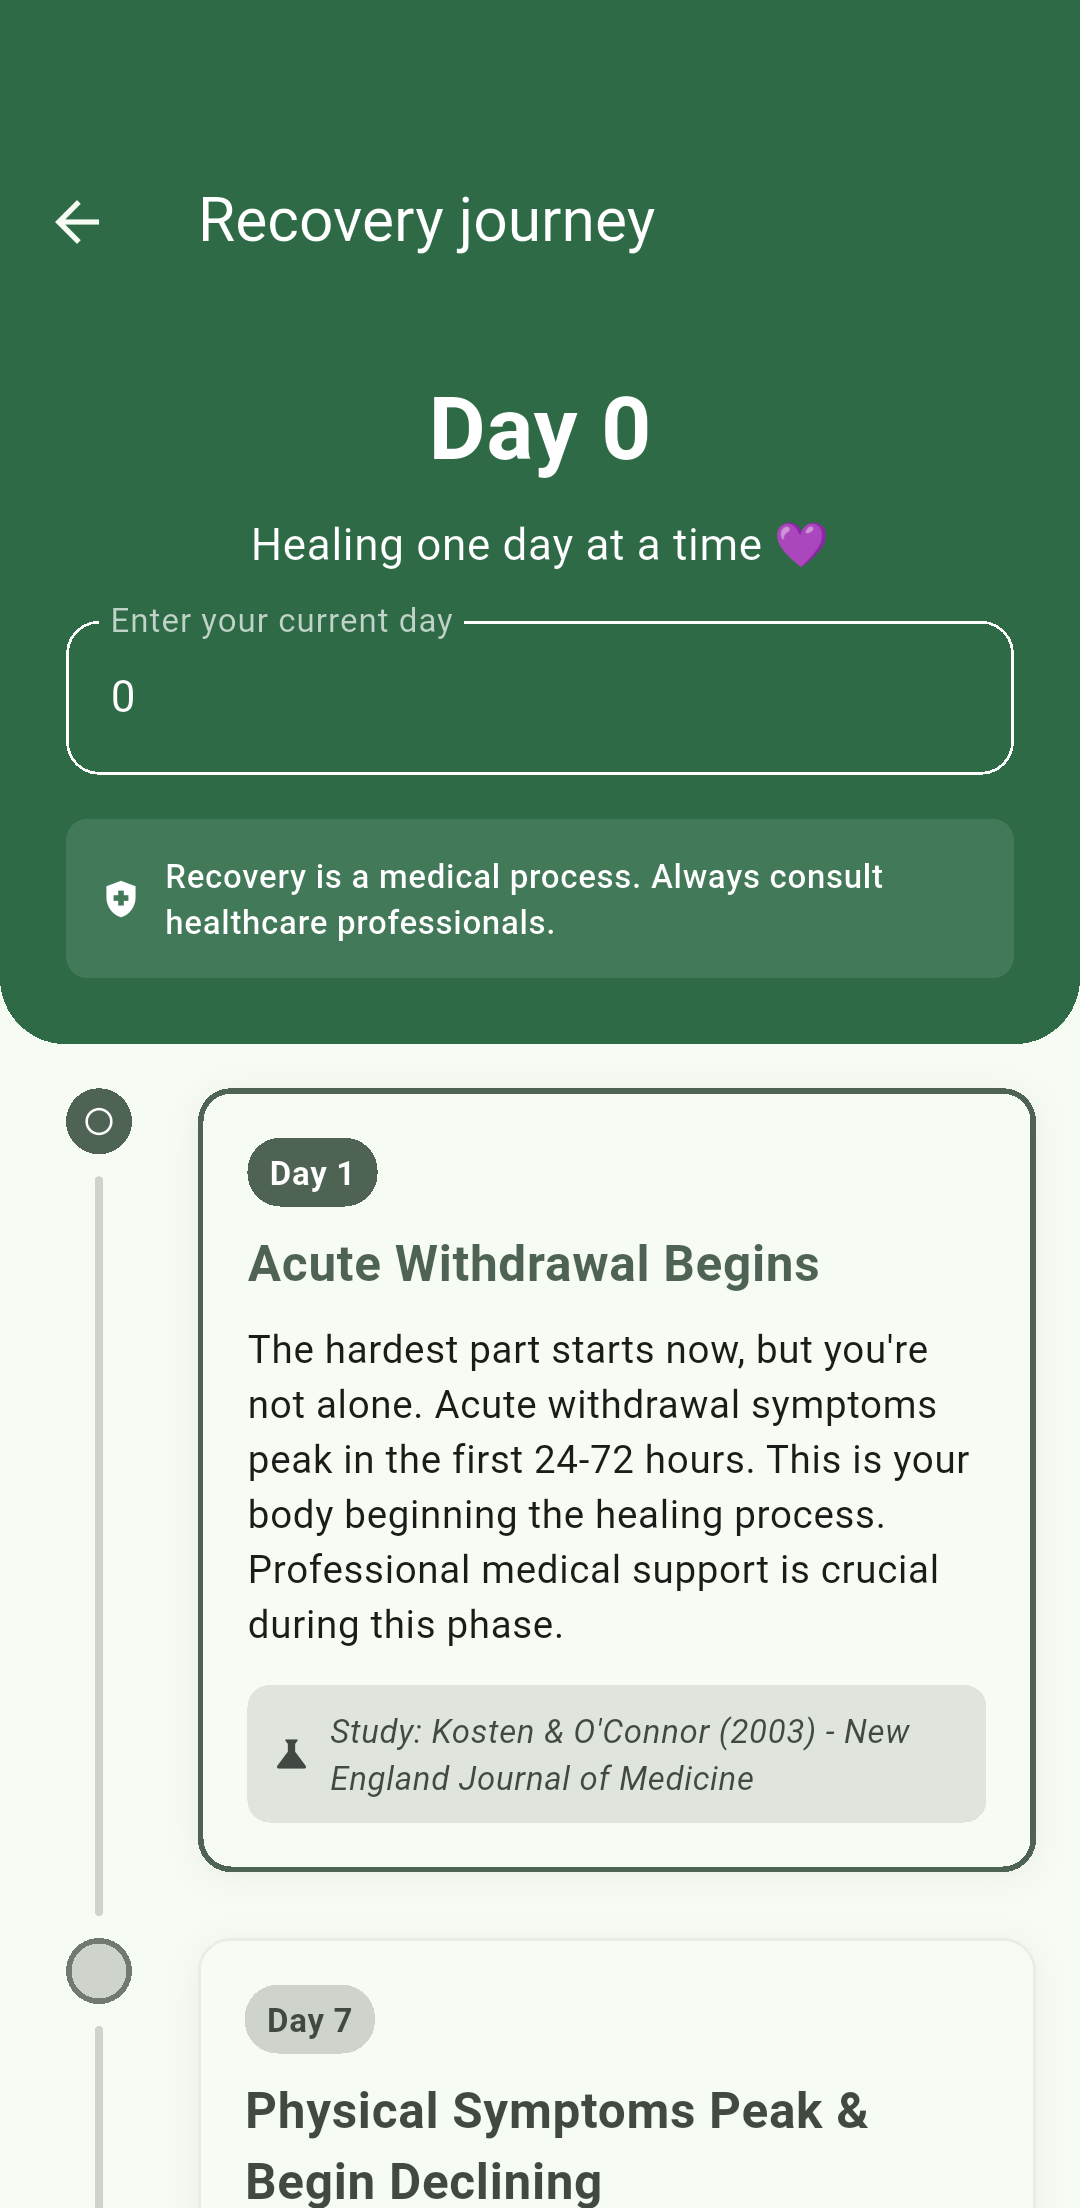 Recovery journey
Day 0
Healing one day at a time 💜
Enter your current day
0
Recovery is a medical process. Always consult
healthcare professionals.
Day 1
Acute Withdrawal Begins
The hardest part starts now, but you're
not alone. Acute withdrawal symptoms
peak in the first 24-72 hours. This is your
body beginning the healing process.
Professional medical support is crucial
during this phase.
Study: Kosten & O'Connor (2003) - New
England Journal of Medicine
Day 7
Physical Symptoms Peak &
Begin Declining